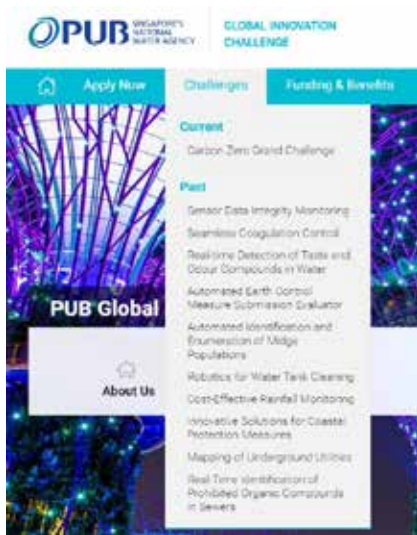 PUB SINGAPORE'S
NATIONAL
WATER AGENCY
GLOBAL INNOVATION
CHALLENGE
Apply Now
Challenges
Funding & Benefits
Current
Carbon Zero Grand Challenge
Past
Sensor Data Integrity Monitoring
Seamless Coagulation Control
Real-time Detection of Taste and
Odour Compounds in Water
Automated Earth Control
Measure Submission Evaluator
Automated Identification and
Enumeration of Midge
Populations
Robotics for Water Tank Cleaning
Cost-Effective Rainfall Monitoring
Innovative Solutions for Coastal
Protection Measures
Mapping of Underground Utilities
Real-Time Identification of
Prohibited Organic Compounds
in Sewers
PUB Global
About Us